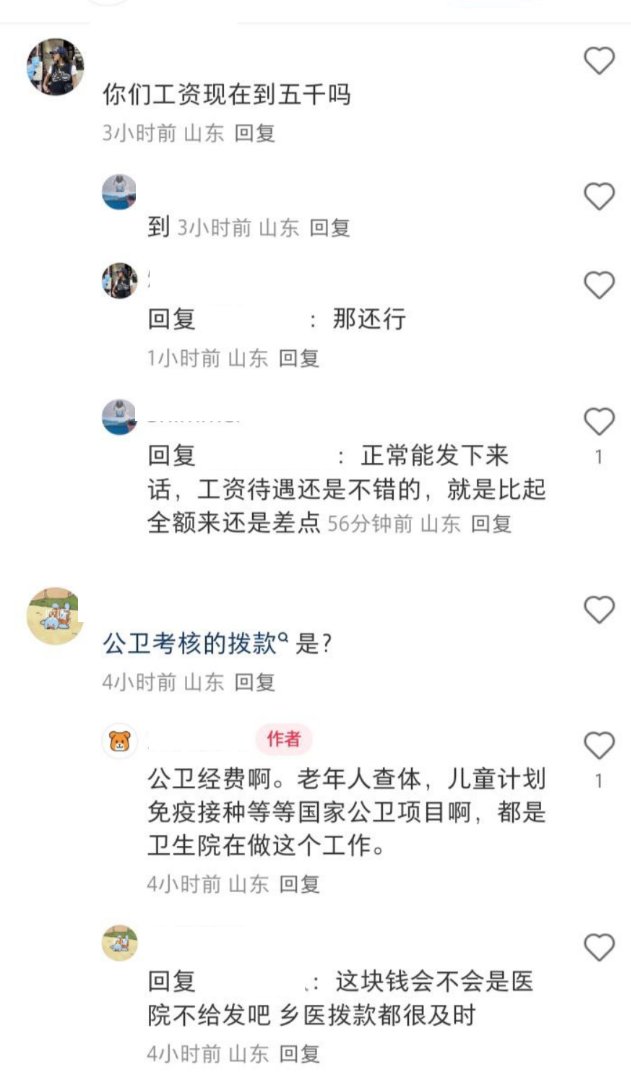 你们工资现在到五千吗
3小时前 山东 回复
到 3小时前 山东 回复
回复 ： 那还行
1小时前 山东 回复
回复 ： 正常能发下来
话，工资待遇还是不错的，就是比起
全额来还是差点 56分钟前 山东 回复
1
公卫考核的拨款 是?
4小时前 山东 回复
作者
公卫经费啊。老年人查体，儿童计划
免疫接种等等国家公卫项目啊，都是
卫生院在做这个工作。
1
4小时前 山东 回复
回复 ： 这块钱会不会是医
院不给发吧 乡医拨款都很及时
4小时前 山东 回复